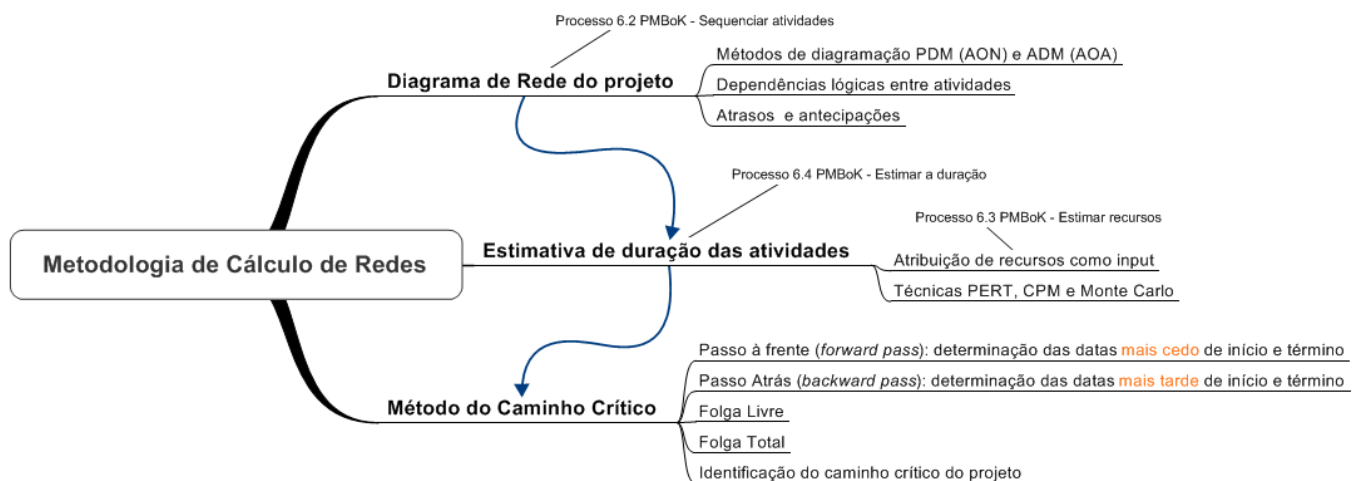 Processo 6.2 PMBoK - Sequenciar atividades
Diagrama de Rede do projeto
Métodos de diagramação PDM (AON) e ADM (AOA)
Dependências lógicas entre atividades
Atrasos e antecipações
Processo 6.4 PMBoK - Estimar a duração
Processo 6.3 PMBoK - Estimar recursos
Metodologia de Cálculo de Redes
Estimativa de duração das atividades
Atribuição de recursos como input
Técnicas PERT, CPM e Monte Carlo
Método do Caminho Crítico
Passo à frente (forward pass): determinação das datas mais cedo de início e término
Passo Atrás (backward pass): determinação das datas mais tarde de início e término
Folga Livre
Folga Total
Identificação do caminho crítico do projeto